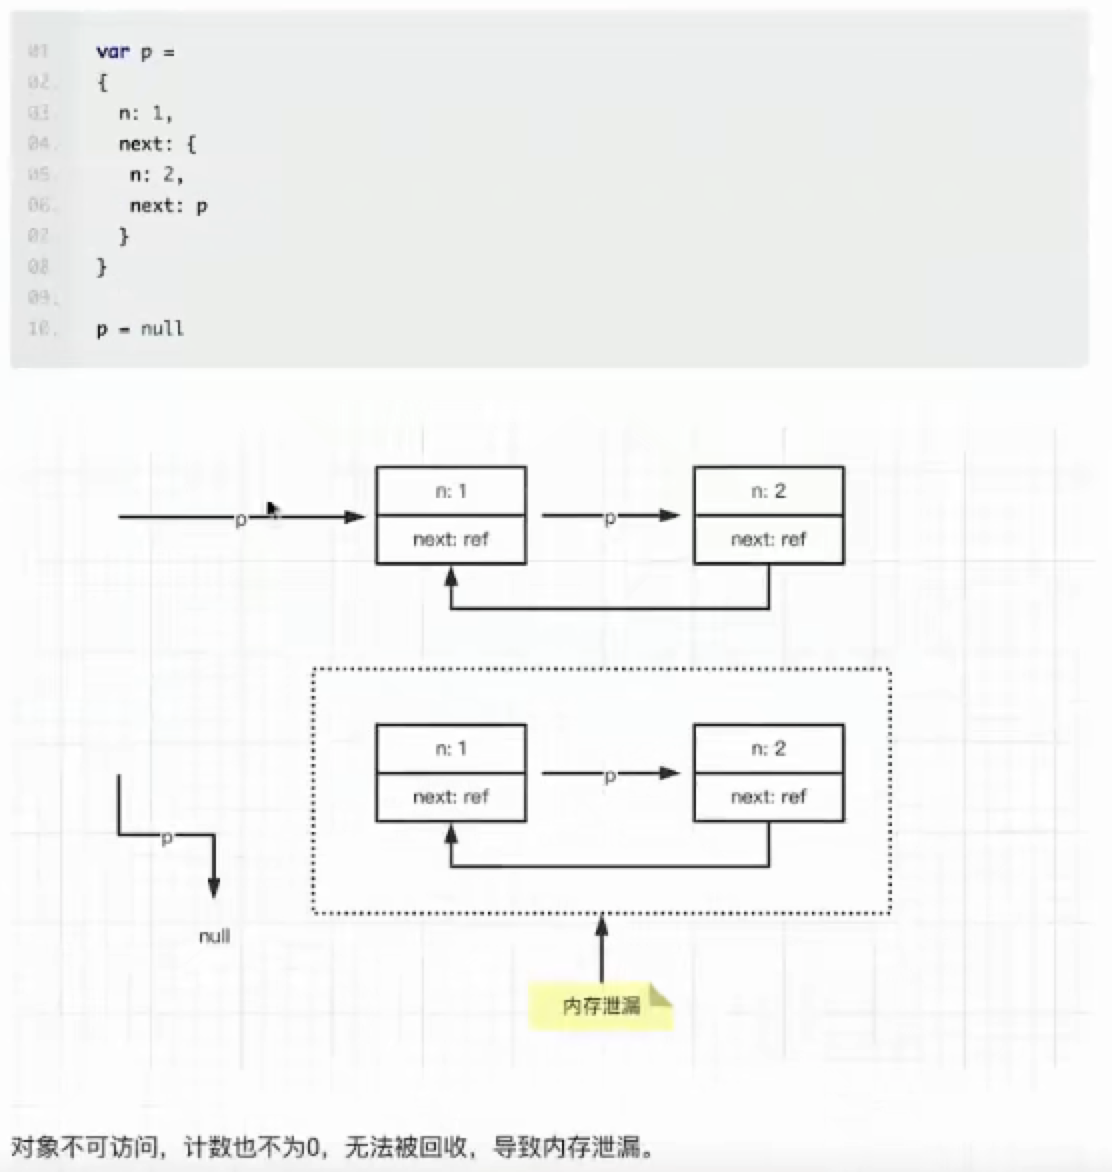 01 var p =
02. {
03. n: 1,
04. next: {
05. n: 2,
06. next: p
07. }
08 }
09.
10. p = null
n: 1
n: 2
p
p
next: ref
next: ref
n: 1
n: 2
p
next: ref
next: ref
p
null
内存泄漏
对象不可访问，计数也不为0，无法被回收，导致内存泄漏。